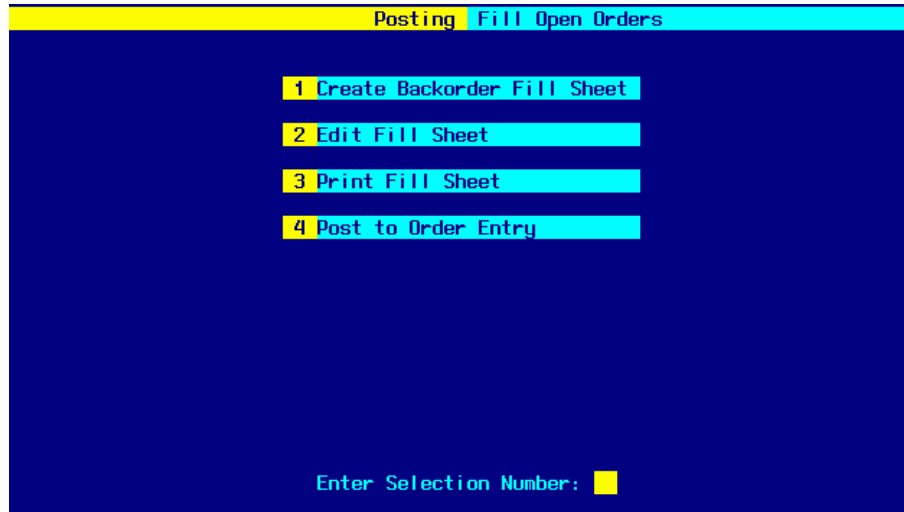 Posting Fill Open Orders
1 Create Backorder Fill Sheet
2 Edit Fill Sheet
3 Print Fill Sheet
4 Post to Order Entry
Enter Selection Number: